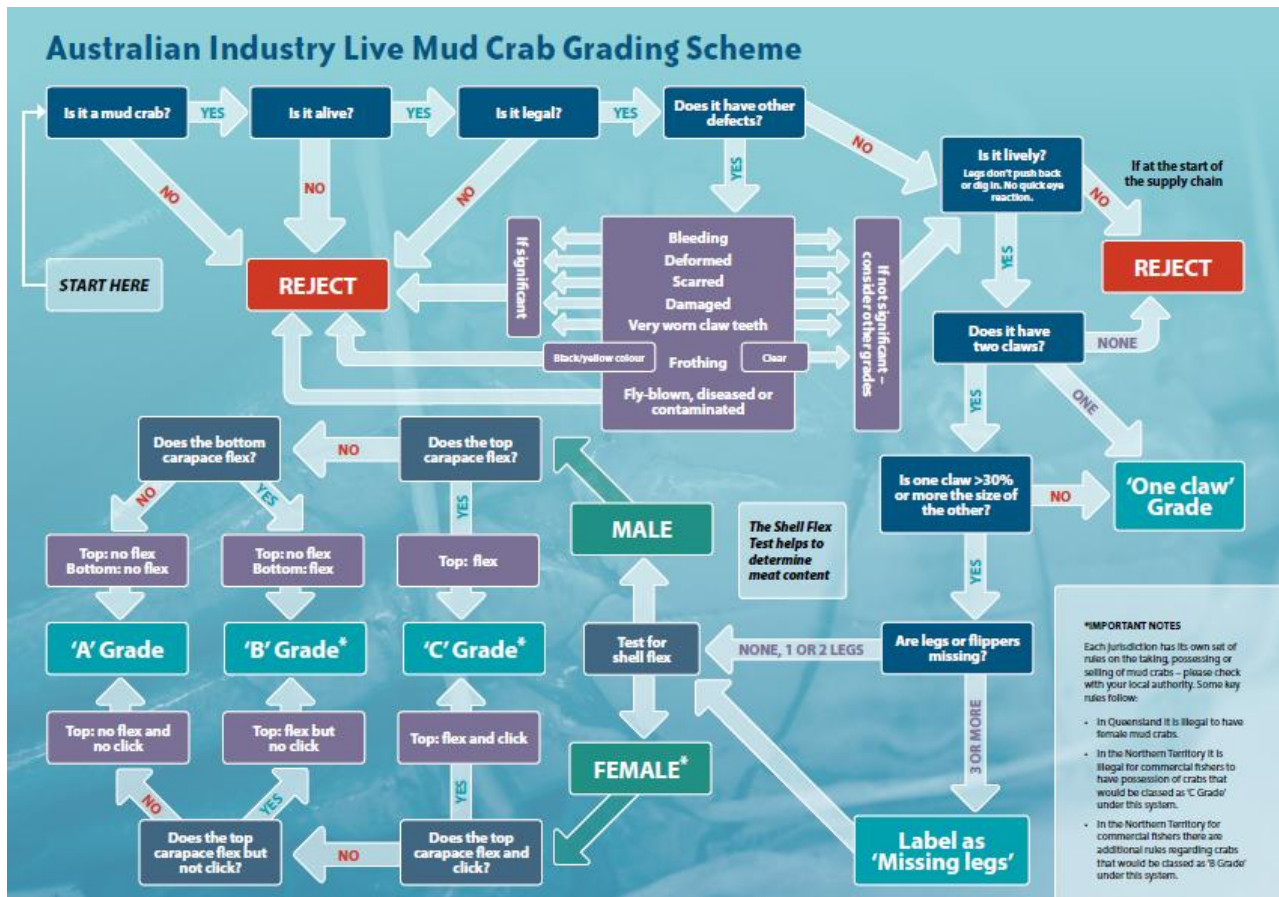 Australian Industry Live Mud Crab Grading Scheme
Is it a mud crab?
YES
Is it alive?
YES
Is it legal?
YES
Does it have other
defects?
NO
YES
NO
NO
NO
Is it lively?
Legs don't push back
or dig in. No quick eye
reaction.
NO
If at the start of
the supply chain
YES
REJECT
START HERE
REJECT
If significant
Bleeding
Deformed
Scarred
Damaged
Very worn claw teeth
Black/yellow colour
Frothing
Clear
Fly-blown, diseased or
contaminated
If not significant –
consider other grades
Does it have
two claws?
NONE
YES
ONE
Is one claw >30%
or more the size of
the other?
NO
'One claw'
Grade
YES
Does the bottom
carapace flex?
NO
Does the top
carapace flex?
NO
YES
YES
MALE
The Shell Flex
Test helps to
determine
meat content
Top: no flex
Bottom: no flex
Top: no flex
Bottom: flex
Top: flex
'A' Grade
'B' Grade*
'C' Grade*
Test for
shell flex
NONE, 1 OR 2 LEGS
Are legs or flippers
missing?
3 OR MORE
Top: no flex and
no click
Top: flex but
no click
Top: flex and click
FEMALE*
NO
YES
YES
Does the top
carapace flex but
not click?
NO
Does the top
carapace flex and
click?
Label as
'Missing legs'
*IMPORTANT NOTES
Each jurisdiction has its own set of
rules on the taking, possessing or
selling of mud crabs – please check
with your local authority. Some key
rules follow:
• In Queensland it is illegal to have
female mud crabs.
• In the Northern Territory it is
illegal for commercial fishers to
have possession of crabs that
would be classed as 'C Grade'
under this system.
• In the Northern Territory for
commercial fishers there are
additional rules regarding crabs
that would be classed as 'B Grade'
under this system.